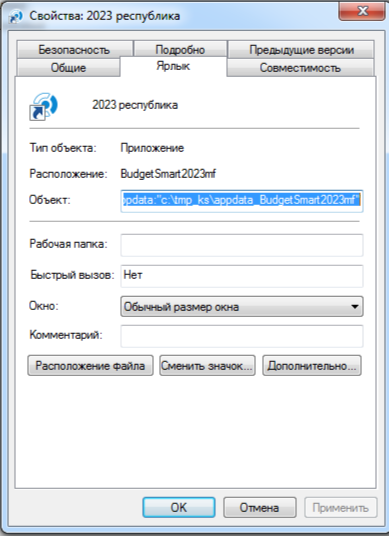 Свойства: 2023 республика
Безопасность Подробно Предыдущие версии
Общие Ярлык Совместимость
2023 республика
Тип объекта: Приложение
Расположение: BudgetSmart2023mf
Объект: ppdata:"c:\tmp_ks\appdata_BudgetSmart2023mf"
Рабочая папка:
Быстрый вызов: Нет
Окно: Обычный размер окна
Комментарий:
Расположение файла Сменить значок... Дополнительно...
OK Отмена Применить